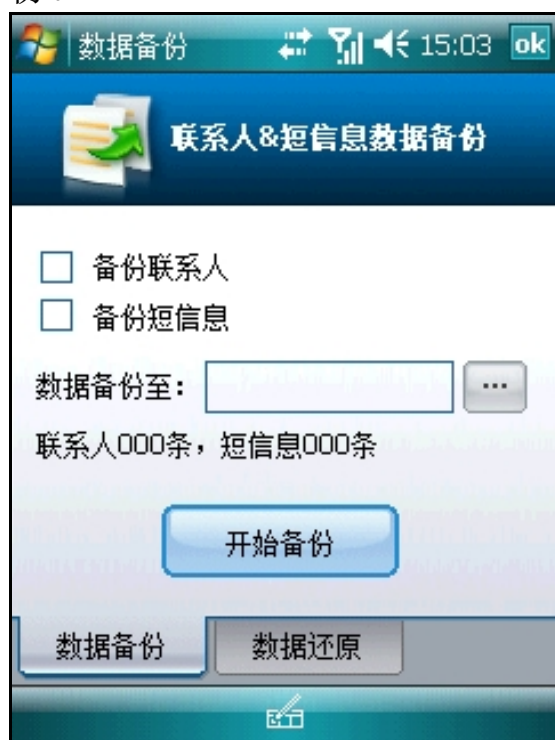 数据备份 15:03 ok
联系人&短信息数据备份
备份联系人
备份短信息
数据备份至: ...
联系人000条，短信息000条
开始备份
数据备份 数据还原